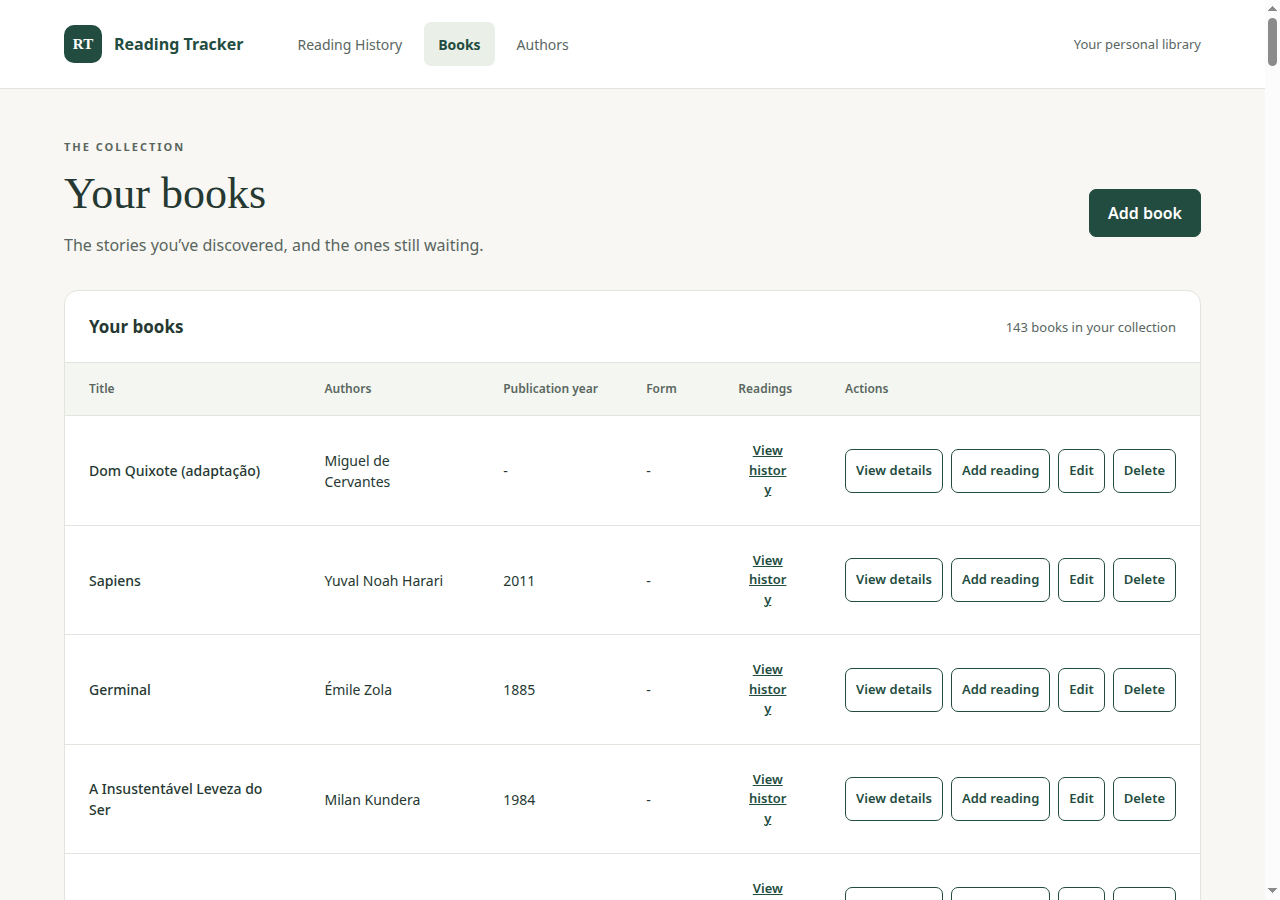 RT
Reading Tracker
Reading History
Books
Authors
Your personal library
THE COLLECTION
Your books
The stories you’ve discovered, and the ones still waiting.
Add book
Your books
143 books in your collection
Title Authors Publication year Form Readings Actions
Dom Quixote (adaptação)
Miguel de
Cervantes
-
-
View
histor
y
View details
Add reading
Edit
Delete
Sapiens
Yuval Noah Harari
2011
-
View
histor
y
View details
Add reading
Edit
Delete
Germinal
Émile Zola
1885
-
View
histor
y
View details
Add reading
Edit
Delete
A Insustentável Leveza do
Ser
Milan Kundera
1984
-
View
histor
y
View details
Add reading
Edit
Delete
View